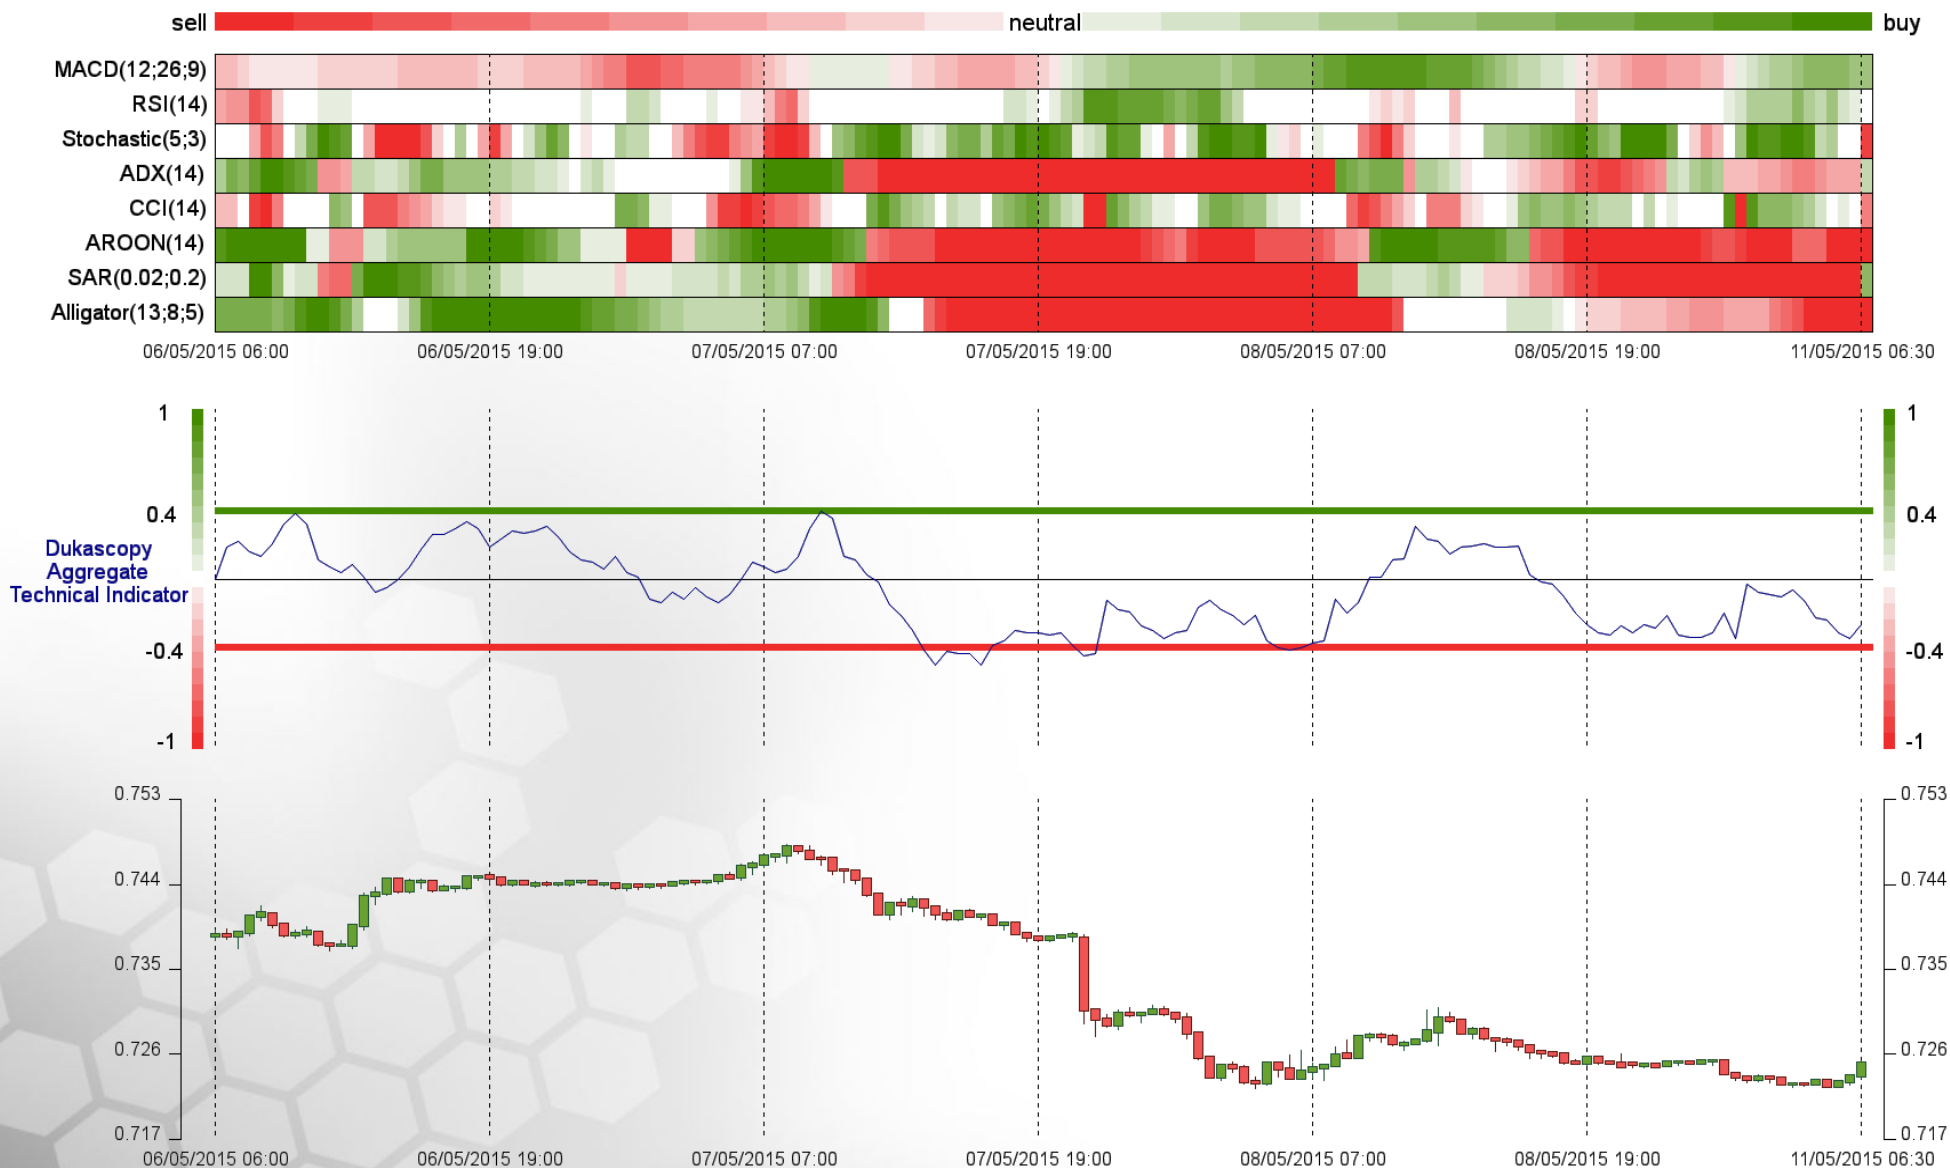 sell neutral buy
MACD(12;26;9)
RSI(14)
Stochastic(5;3)
ADX(14)
CCI(14)
AROON(14)
SAR(0.02;0.2)
Alligator(13;8;5)
06/05/2015 06:00 06/05/2015 19:00 07/05/2015 07:00 07/05/2015 19:00 08/05/2015 07:00 08/05/2015 19:00 11/05/2015 06:30
1 1
0.4 0.4
Dukascopy
Aggregate
Technical Indicator
-0.4 -0.4
-1 -1
0.753 0.753
0.744 0.744
0.735 0.735
0.726 0.726
0.717 0.717
06/05/2015 06:00 06/05/2015 19:00 07/05/2015 07:00 07/05/2015 19:00 08/05/2015 07:00 08/05/2015 19:00 11/05/2015 06:30